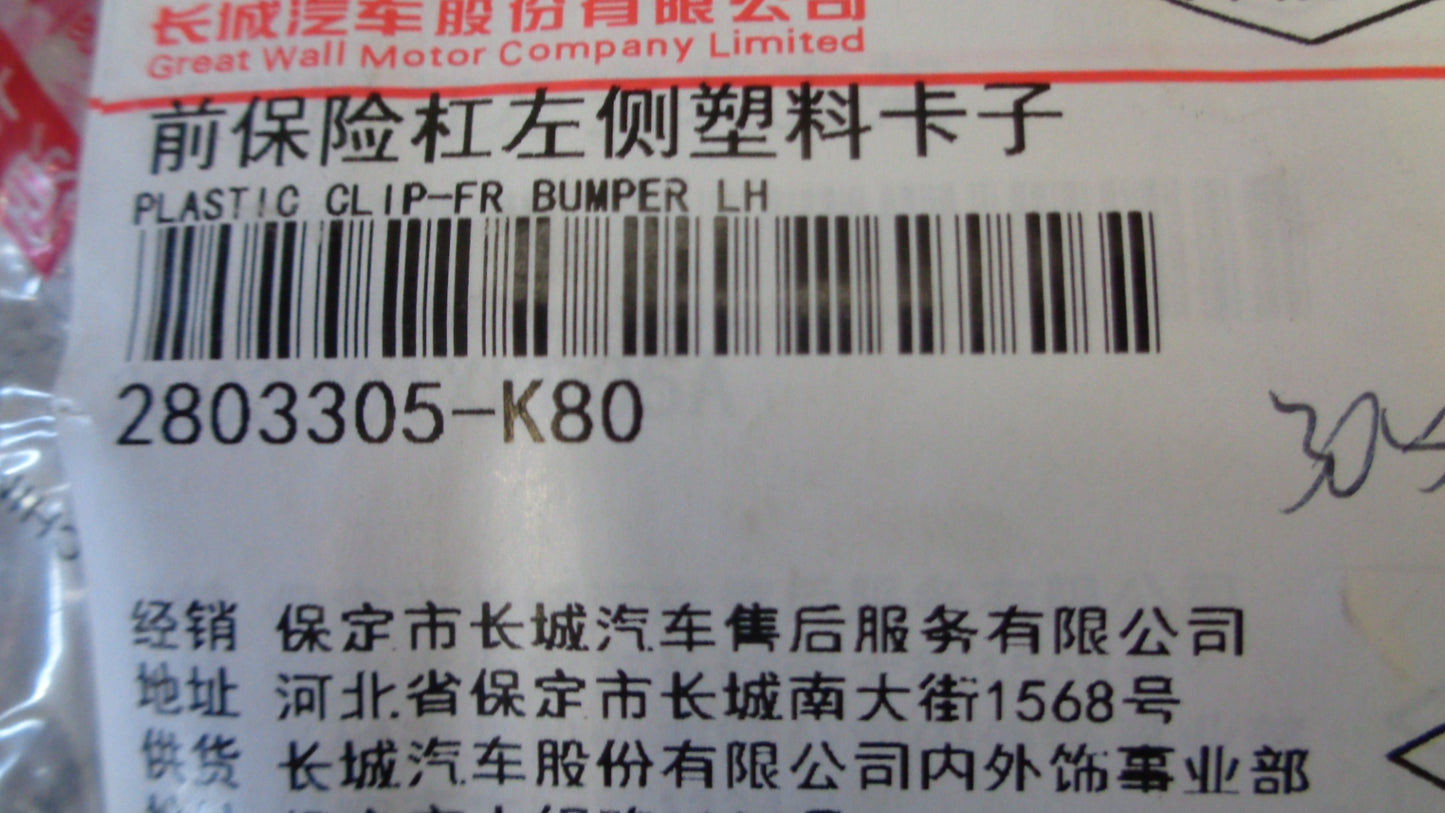 长城汽车股份有限公司
Great Wall Motor Company Limited
前保险杠左侧塑料卡子
PLASTIC CLIP-FR BUMPER LH
2803305-K80
经销 保定市长城汽车售后服务有限公司
地址 河北省保定市长城南大街1568号
供货 长城汽车股份有限公司内外饰事业部